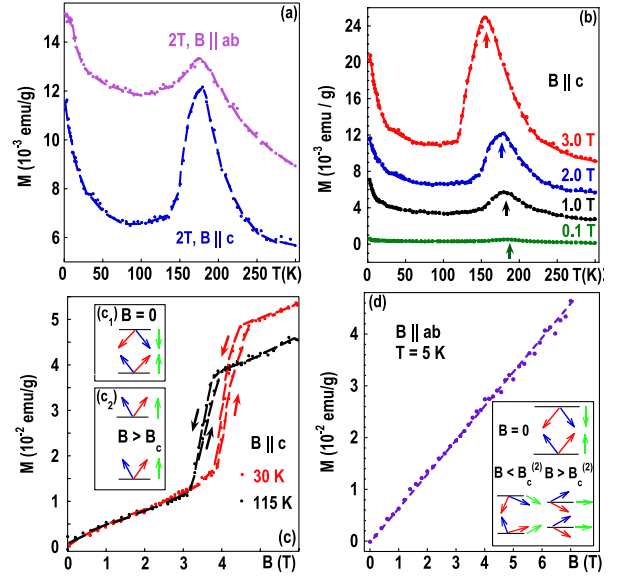 (a)
2T, B || ab
2T, B || c
M (10⁻³ emu/g)
14
12
10
8
6
0
50
100
150
200
250
T(K)
(b)
B || c
3.0 T
2.0 T
1.0 T
0.1 T
M (10⁻³ emu / g)
24
20
16
12
8
4
0
0
50
100
150
200
250
T(K)
(c₁) B = 0
(c₂)
B > B_c
B || c
30 K
115 K
(c)
M (10⁻² emu/g)
5
4
3
2
1
0
0
1
2
3
4
5
B (T)
(d)
B || ab
T = 5 K
B = 0
B < B_c⁽²⁾ B > B_c⁽²⁾
M (10⁻² emu/g)
4
3
2
1
0
0
1
2
3
4
5
6
B (T)